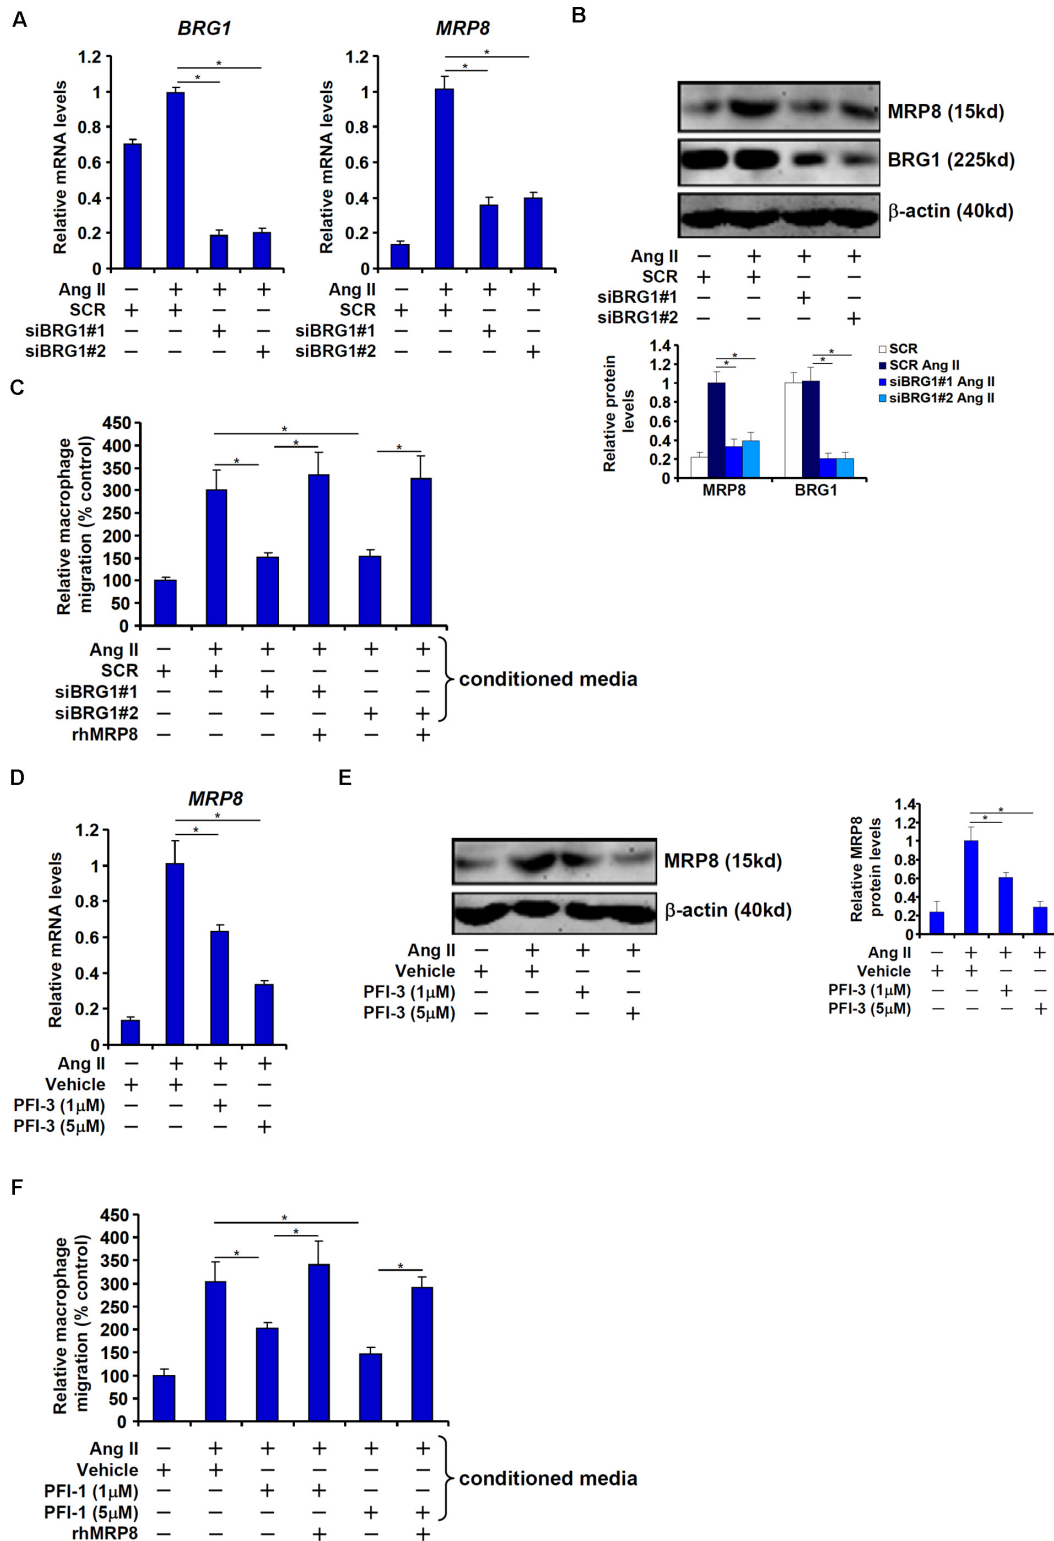 A
BRG1
MRP8
Relative mRNA levels
1.2
1
0.8
0.6
0.4
0.2
0
* *
Relative mRNA levels
1.2
1
0.8
0.6
0.4
0.2
0
* *
Ang II − + + +
SCR + + − −
siBRG1#1 − − + −
siBRG1#2 − − − +
Ang II − + + +
SCR + + − −
siBRG1#1 − − + −
siBRG1#2 − − − +
B
MRP8 (15kd)
BRG1 (225kd)
β-actin (40kd)
Ang II − + + +
SCR + + − −
siBRG1#1 − − + −
siBRG1#2 − − − +
Relative protein levels
1.4
1.2
1
0.8
0.6
0.4
0.2
0
* * * *
MRP8 BRG1
SCR
SCR Ang II
siBRG1#1 Ang II
siBRG1#2 Ang II
C
Relative macrophage
migration (% control)
450
400
350
300
250
200
150
100
50
0
* * * *
Ang II − + + + + +
SCR + + − − − −
siBRG1#1 − − + + − −
siBRG1#2 − − − − + +
rhMRP8 − − − + − +
conditioned media
D
MRP8
Relative mRNA levels
1.2
1
0.8
0.6
0.4
0.2
0
* *
Ang II − + + +
Vehicle + + − −
PFI-3 (1μM) − − + −
PFI-3 (5μM) − − − +
E
MRP8 (15kd)
β-actin (40kd)
Ang II − + + +
Vehicle + + − −
PFI-3 (1μM) − − + −
PFI-3 (5μM) − − − +
Relative MRP8
protein levels
1.4
1.2
1
0.8
0.6
0.4
0.2
0
* *
Ang II − + + +
Vehicle + + − −
PFI-3 (1μM) − − + −
PFI-3 (5μM) − − − +
F
Relative macrophage
migration (% control)
450
400
350
300
250
200
150
100
50
0
* * * *
Ang II − + + + + +
Vehicle + + − − − −
PFI-1 (1μM) − − + + − −
PFI-1 (5μM) − − − − + +
rhMRP8 − − − + − +
conditioned media